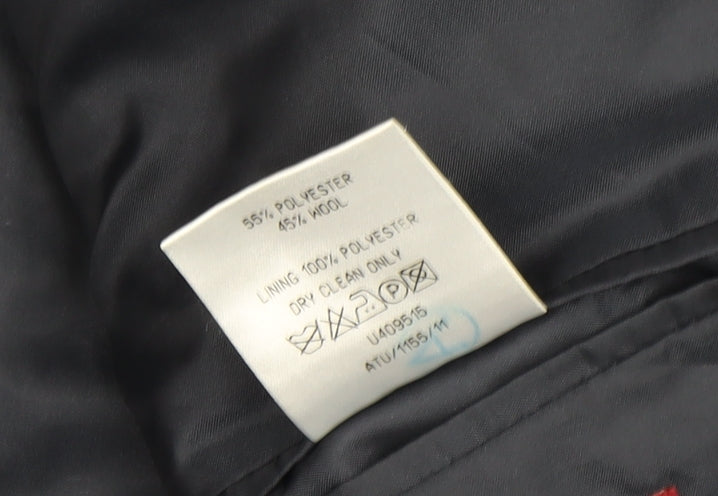 55% POLYESTER
45% WOOL
LINING 100% POLYESTER
DRY CLEAN ONLY
P
U409515
ATU/1155/11